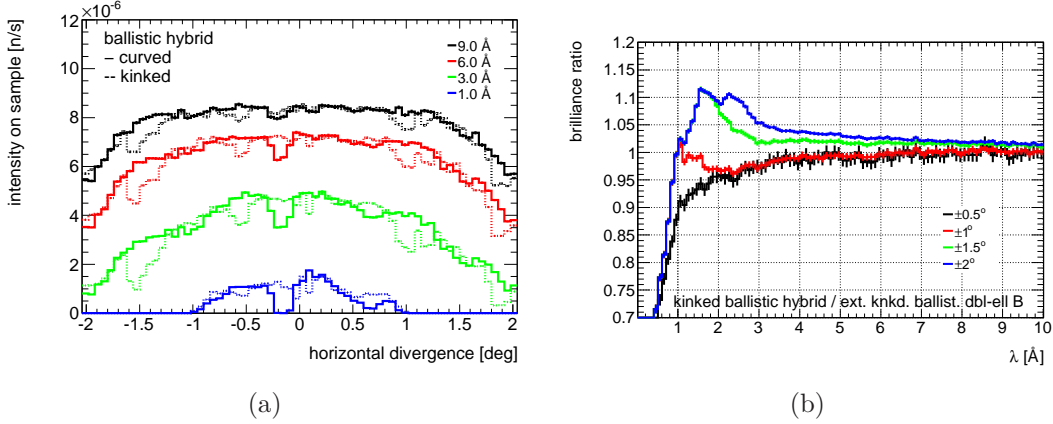 ×10⁻⁶
12
10
8
6
4
2
0
intensity on sample [n/s]
ballistic hybrid
– curved
-- kinked
9.0 Å
6.0 Å
3.0 Å
1.0 Å
-2 -1.5 -1 -0.5 0 0.5 1 1.5 2
horizontal divergence [deg]
(a)
brilliance ratio
1.2
1.15
1.1
1.05
1
0.95
0.9
0.85
0.8
0.75
0.7
±0.5°
±1°
±1.5°
±2°
kinked ballistic hybrid / ext. knkd. ballist. dbl-ell B
1 2 3 4 5 6 7 8 9 10
λ [Å]
(b)